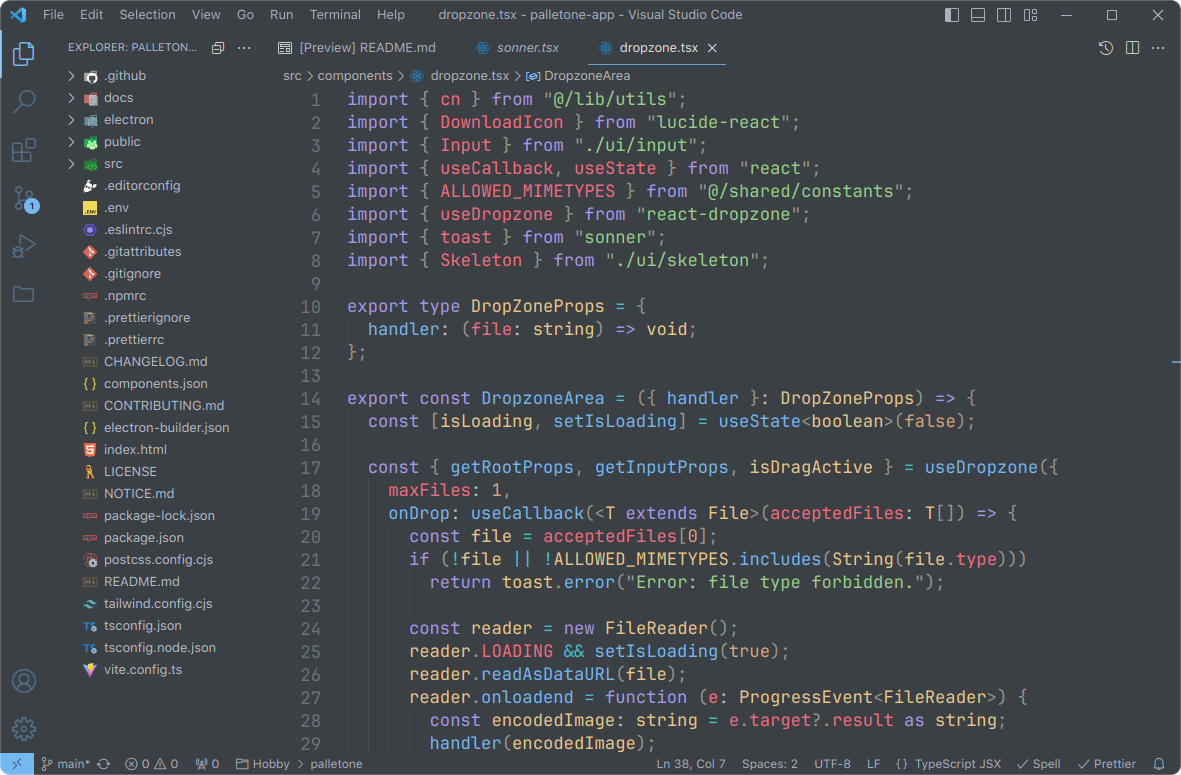 File Edit Selection View Go Run Terminal Help dropzone.tsx - palletone-app - Visual Studio Code
EXPLORER: PALLETON... ···
[Preview] README.md sonner.tsx dropzone.tsx
.github
docs
electron
public
src
.editorconfig
.env
.eslintrc.cjs
.gitattributes
.gitignore
.npmrc
.prettierignore
.prettierrc
CHANGELOG.md
components.json
CONTRIBUTING.md
electron-builder.json
index.html
LICENSE
NOTICE.md
package-lock.json
package.json
postcss.config.cjs
README.md
tailwind.config.cjs
tsconfig.json
tsconfig.node.json
vite.config.ts
1
src > components > dropzone.tsx > DropzoneArea
1 import { cn } from "@/lib/utils";
2 import { DownloadIcon } from "lucide-react";
3 import { Input } from "./ui/input";
4 import { useCallback, useState } from "react";
5 import { ALLOWED_MIMETYPES } from "@/shared/constants";
6 import { useDropzone } from "react-dropzone";
7 import { toast } from "sonner";
8 import { Skeleton } from "./ui/skeleton";
9
10 export type DropZoneProps = {
11   handler: (file: string) => void;
12 };
13
14 export const DropzoneArea = ({ handler }: DropZoneProps) => {
15   const [isLoading, setIsLoading] = useState<boolean>(false);
16
17   const { getRootProps, getInputProps, isDragActive } = useDropzone({
18     maxFiles: 1,
19     onDrop: useCallback(<T extends File>(acceptedFiles: T[]) => {
20       const file = acceptedFiles[0];
21       if (!file || !ALLOWED_MIMETYPES.includes(String(file.type)))
22         return toast.error("Error: file type forbidden.");
23
24       const reader = new FileReader();
25       reader.LOADING && setIsLoading(true);
26       reader.readAsDataURL(file);
27       reader.onloadend = function (e: ProgressEvent<FileReader>) {
28         const encodedImage: string = e.target?.result as string;
29         handler(encodedImage);
main* 0 0 0 Hobby > palletone Ln 38, Col 7 Spaces: 2 UTF-8 LF {} TypeScript JSX Spell Prettier